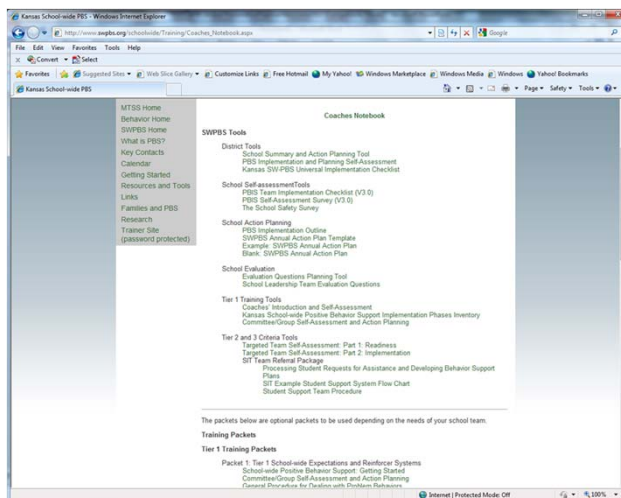 Kansas School-wide PBS - Windows Internet Explorer
http://www.swpbs.org/schoolwide/Training/Coaches_Notebook.aspx
Google
File Edit View Favorites Tools Help
x Convert Select
Favorites Suggested Sites Web Slice Gallery Customize Links Free Hotmail My Yahoo! Windows Marketplace Windows Media Windows Yahoo! Bookmarks
Kansas School-wide PBS
Page Safety Tools
MTSS Home
Behavior Home
SWPBS Home
What is PBS?
Key Contacts
Calendar
Getting Started
Resources and Tools
Links
Families and PBS
Research
Trainer Site
(password protected)
Coaches Notebook
SWPBS Tools
District Tools
School Summary and Action Planning Tool
PBS Implementation and Planning Self-Assessment
Kansas SW-PBS Universal Implementation Checklist
School Self-assessmentTools
PBIS Team Implementation Checklist (V3.0)
PBIS Self-Assessment Survey (V3.0)
The School Safety Survey
School Action Planning
PBS Implementation Outline
SWPBS Annual Action Plan Template
Example: SWPBS Annual Action Plan
Blank: SWPBS Annual Action Plan
School Evaluation
Evaluation Questions Planning Tool
School Leadership Team Evaluation Questions
Tier 1 Training Tools
Coaches' Introduction and Self-Assessment
Kansas School-wide Positive Behavior Support Implementation Phases Inventory
Committee/Group Self-Assessment and Action Planning
Tier 2 and 3 Criteria Tools
Targeted Team Self-Assessment: Part 1: Readiness
Targeted Team Self-Assessment: Part 2: Implementation
SIT Team Referral Package
Processing Student Requests for Assistance and Developing Behavior Support
Plans
SIT Example Student Support System Flow Chart
Student Support Team Procedure
The packets below are optional packets to be used depending on the needs of your school team.
Training Packets
Tier 1 Training Packets
Packet 1: Tier 1 School-wide Expectations and Reinforcer Systems
School-wide Positive Behavior Support: Getting Started
Committee/Group Self-Assessment and Action Planning
General Procedure for Dealing with Problem Behaviors
Internet | Protected Mode: Off
100%